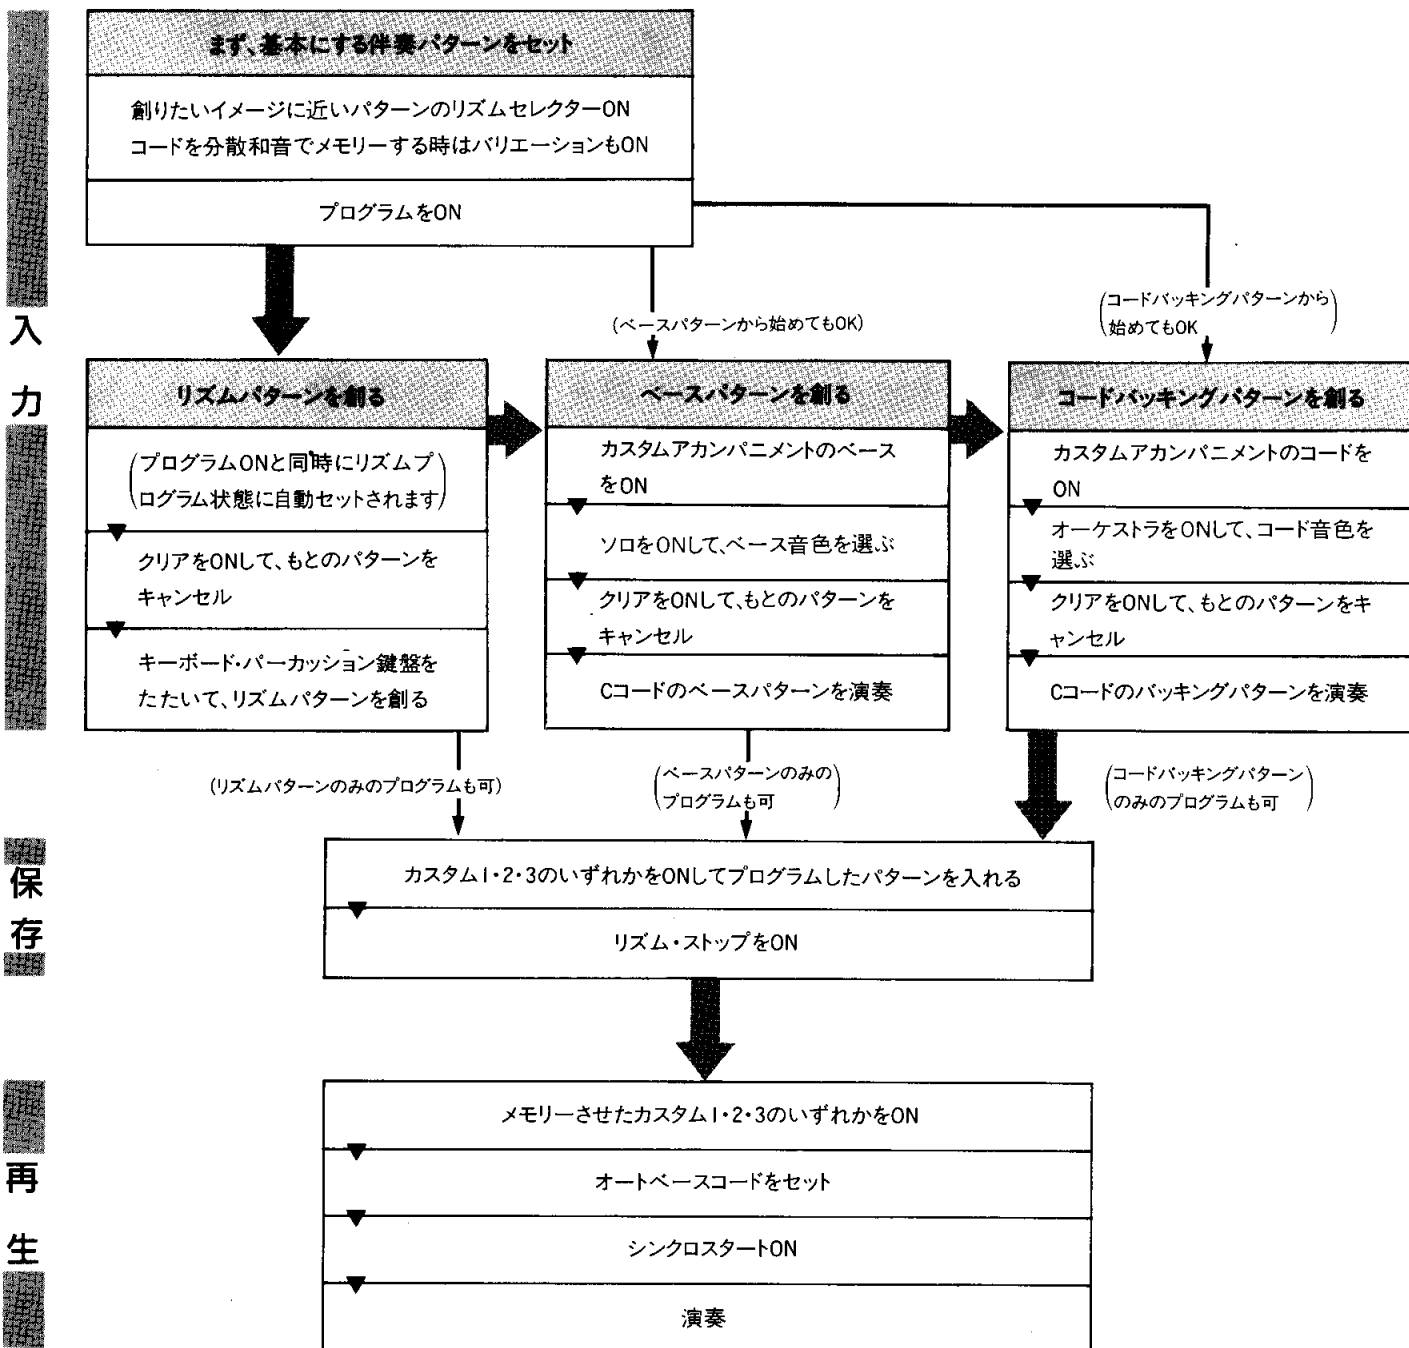 まず、基本にする伴奏パターンをセット
創りたいイメージに近いパターンのリズムセレクターON
コードを分散和音でメモリーする時はバリエーションもON
プログラムをON
入力
(ベースパターンから始めてもOK)
(コードバッキングパターンから
始めてもOK)
リズムパターンを創る
(プログラムONと同時にリズムプ
ログラム状態に自動セットされます)
クリアをONして、もとのパターンを
キャンセル
キーボード・パーカッション鍵盤を
たたいて、リズムパターンを創る
ベースパターンを創る
カスタムアカンパニメントのベース
をON
ソロをONして、ベース音色を選ぶ
クリアをONして、もとのパターンを
キャンセル
Cコードのベースパターンを演奏
コードバッキングパターンを創る
カスタムアカンパニメントのコードを
ON
オーケストラをONして、コード音色を
選ぶ
クリアをONして、もとのパターンをキ
ャンセル
Cコードのバッキングパターンを演奏
(リズムパターンのみのプログラムも可)
(ベースパターンのみの
プログラムも可)
(コードバッキングパターン
のみのプログラムも可)
保存
カスタム1・2・3のいずれかをONしてプログラムしたパターンを入れる
リズム・ストップをON
再生
メモリーさせたカスタム1・2・3のいずれかをON
オートベースコードをセット
シンクロスタートON
演奏